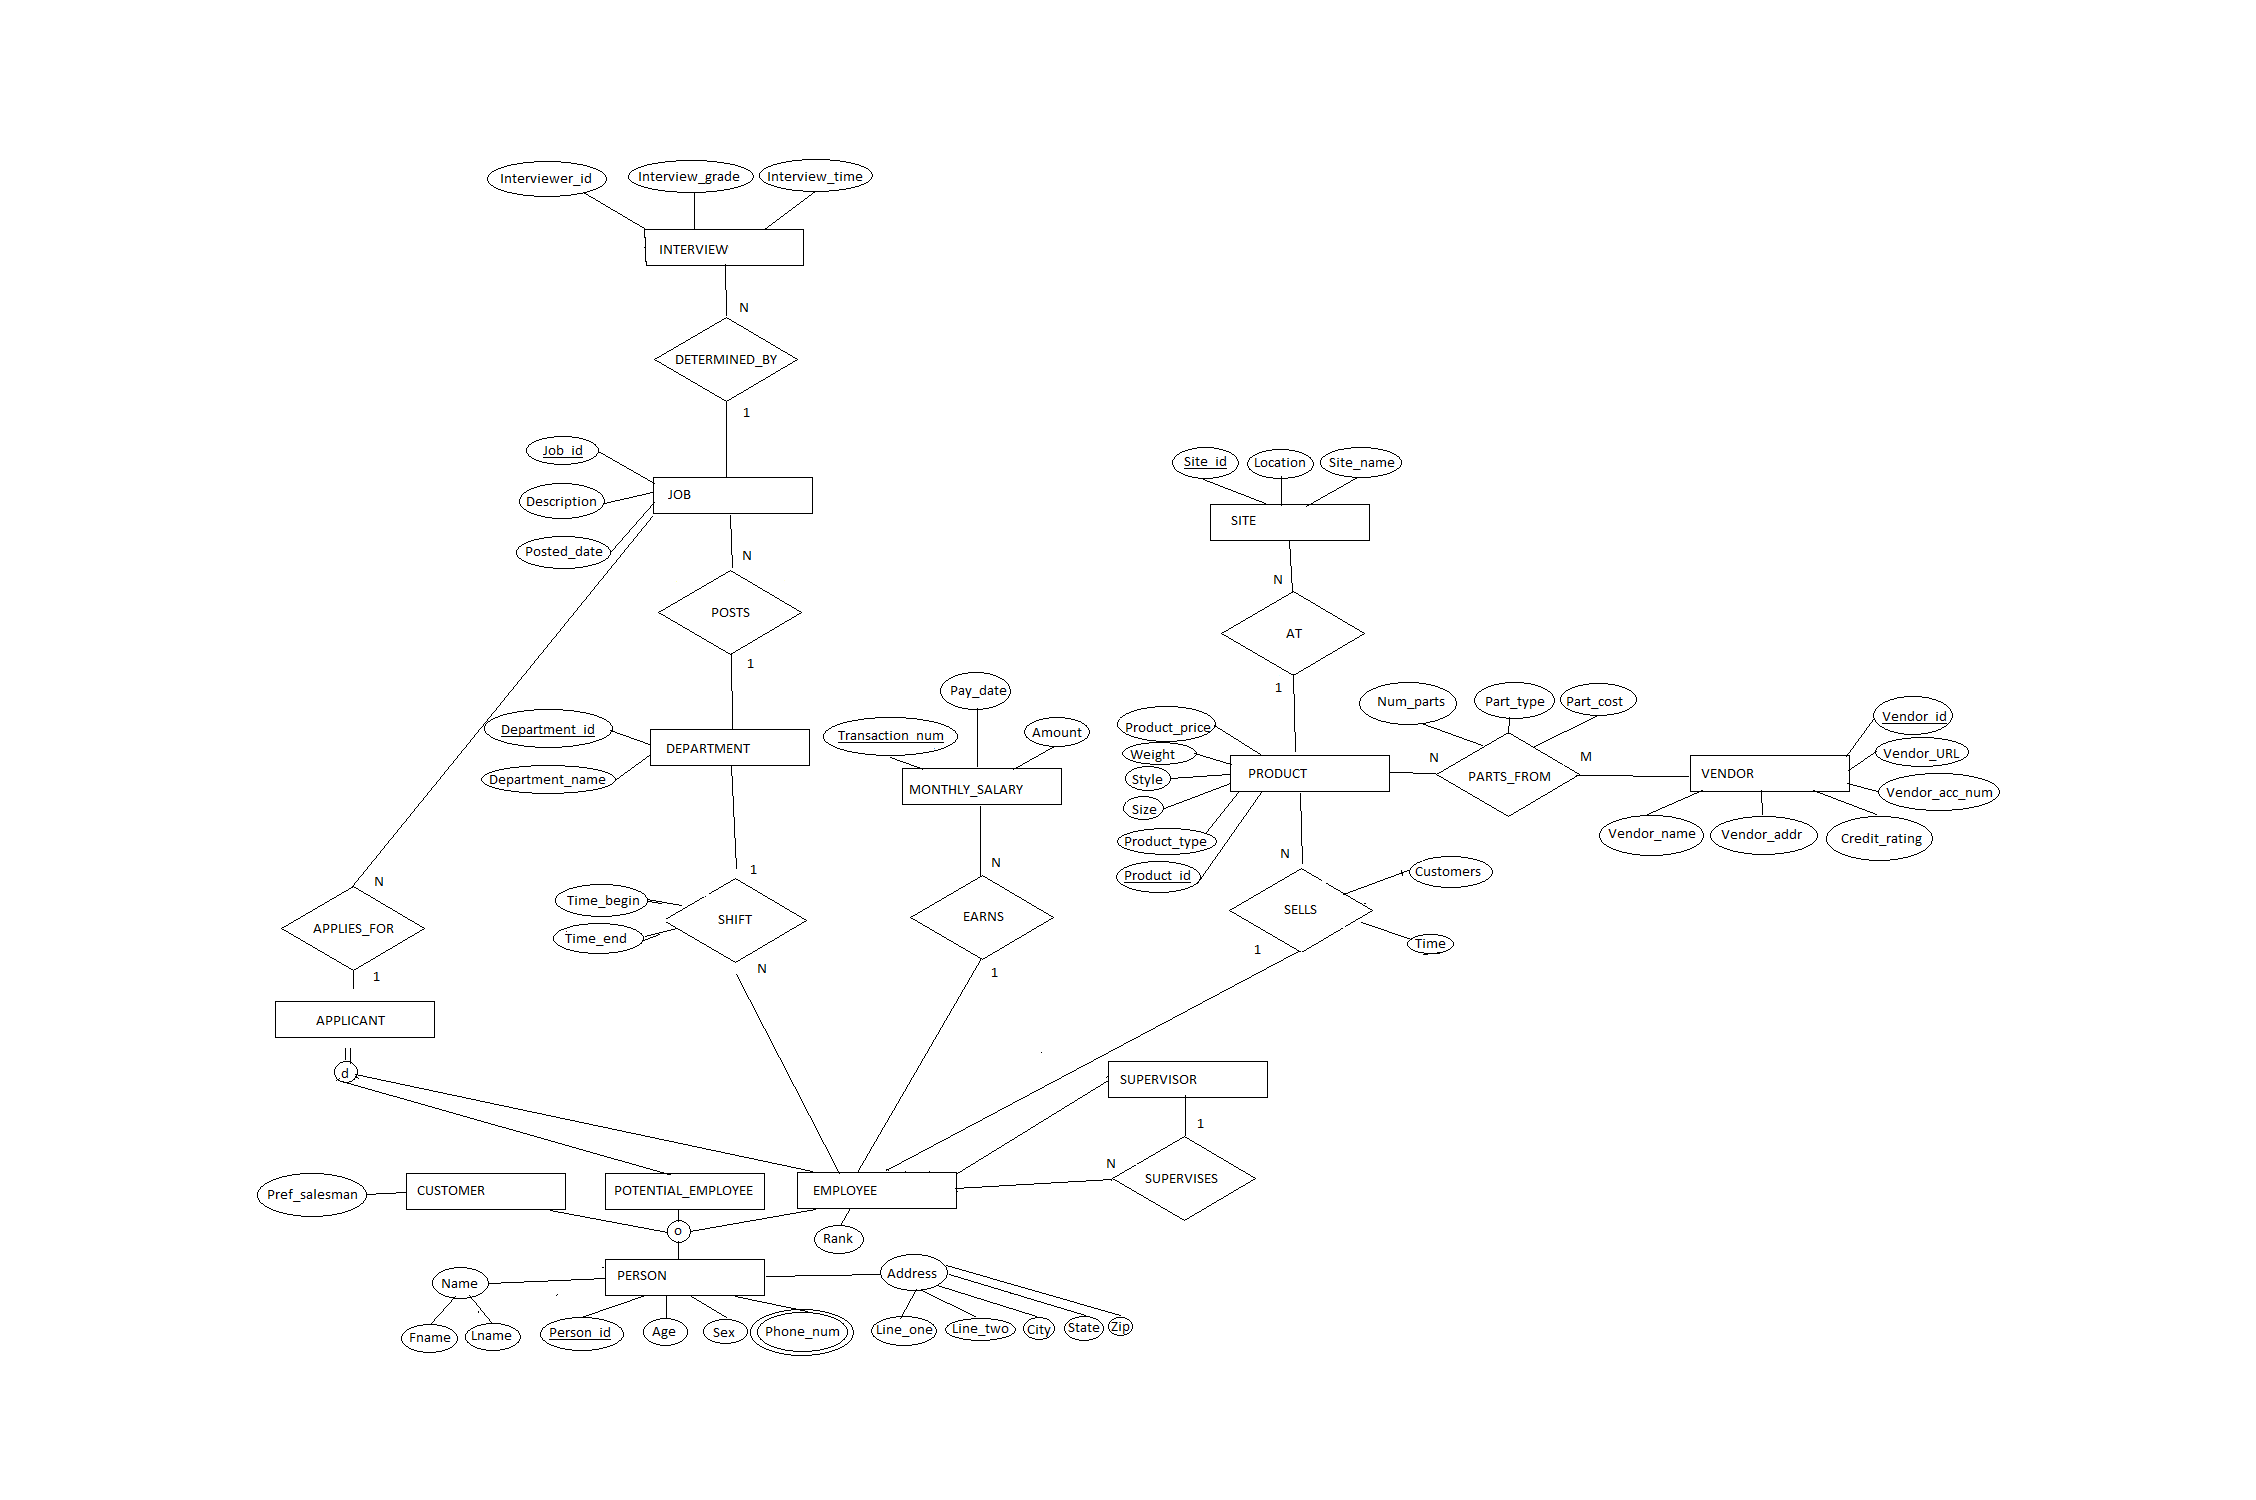 Interviewer_id
Interview_grade
Interview_time
INTERVIEW
N
DETERMINED_BY
1
Job_id
Description
Posted_date
JOB
N
POSTS
1
Site_id
Location
Site_name
SITE
N
AT
1
Department_id
Department_name
DEPARTMENT
Pay_date
Transaction_num
Amount
MONTHLY_SALARY
Product_price
Weight
Style
Size
Product_type
Product_id
PRODUCT
Num_parts
Part_type
Part_cost
N
PARTS_FROM
M
VENDOR
Vendor_id
Vendor_URL
Vendor_acc_num
Vendor_name
Vendor_addr
Credit_rating
N
APPLIES_FOR
1
APPLICANT
d
1
Time_begin
Time_end
SHIFT
N
N
EARNS
1
N
SELLS
1
Customers
Time
SUPERVISOR
1
N
SUPERVISES
Pref_salesman
CUSTOMER
POTENTIAL_EMPLOYEE
EMPLOYEE
o
Rank
PERSON
Name
Fname
Lname
Person_id
Age
Sex
Phone_num
Address
Line_one
Line_two
City
State
Zip